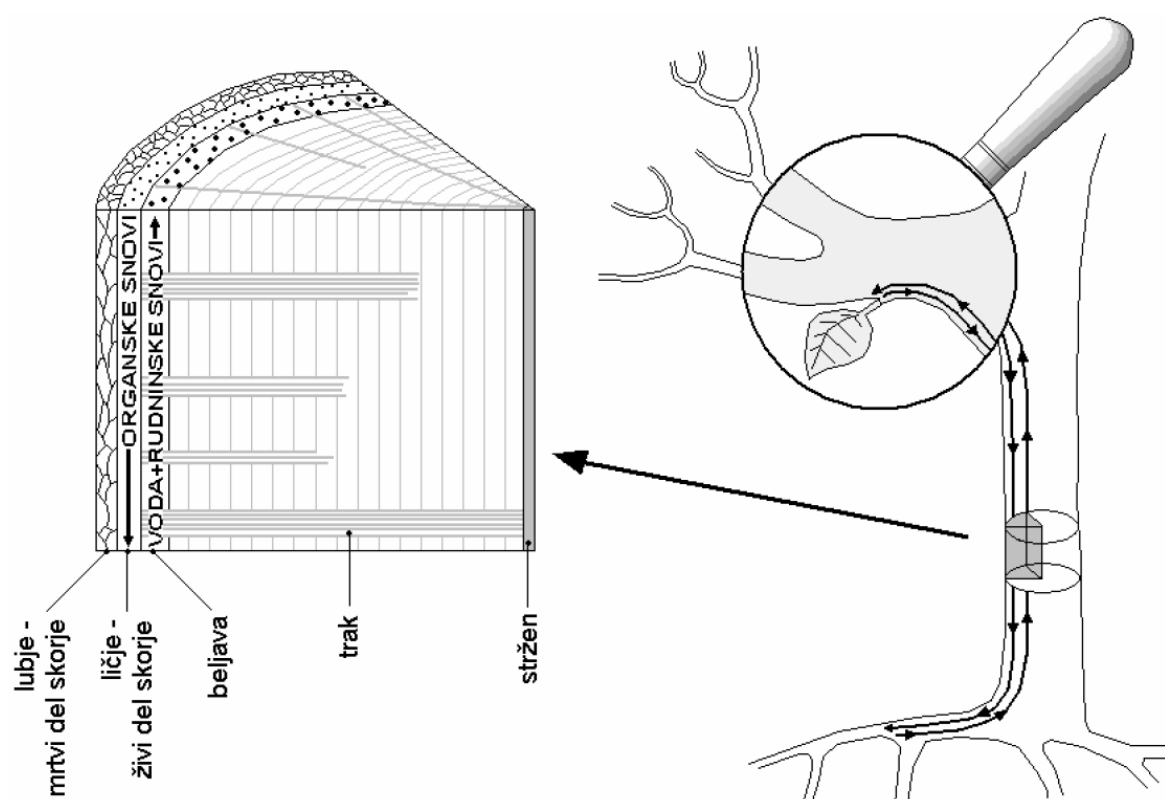 ORGANSKE SNOVI
VODA+RUDNINSKE SNOVI
lubje -
mrtvi del skorje
ličje -
živi del skorje
beljava
trak
stržen